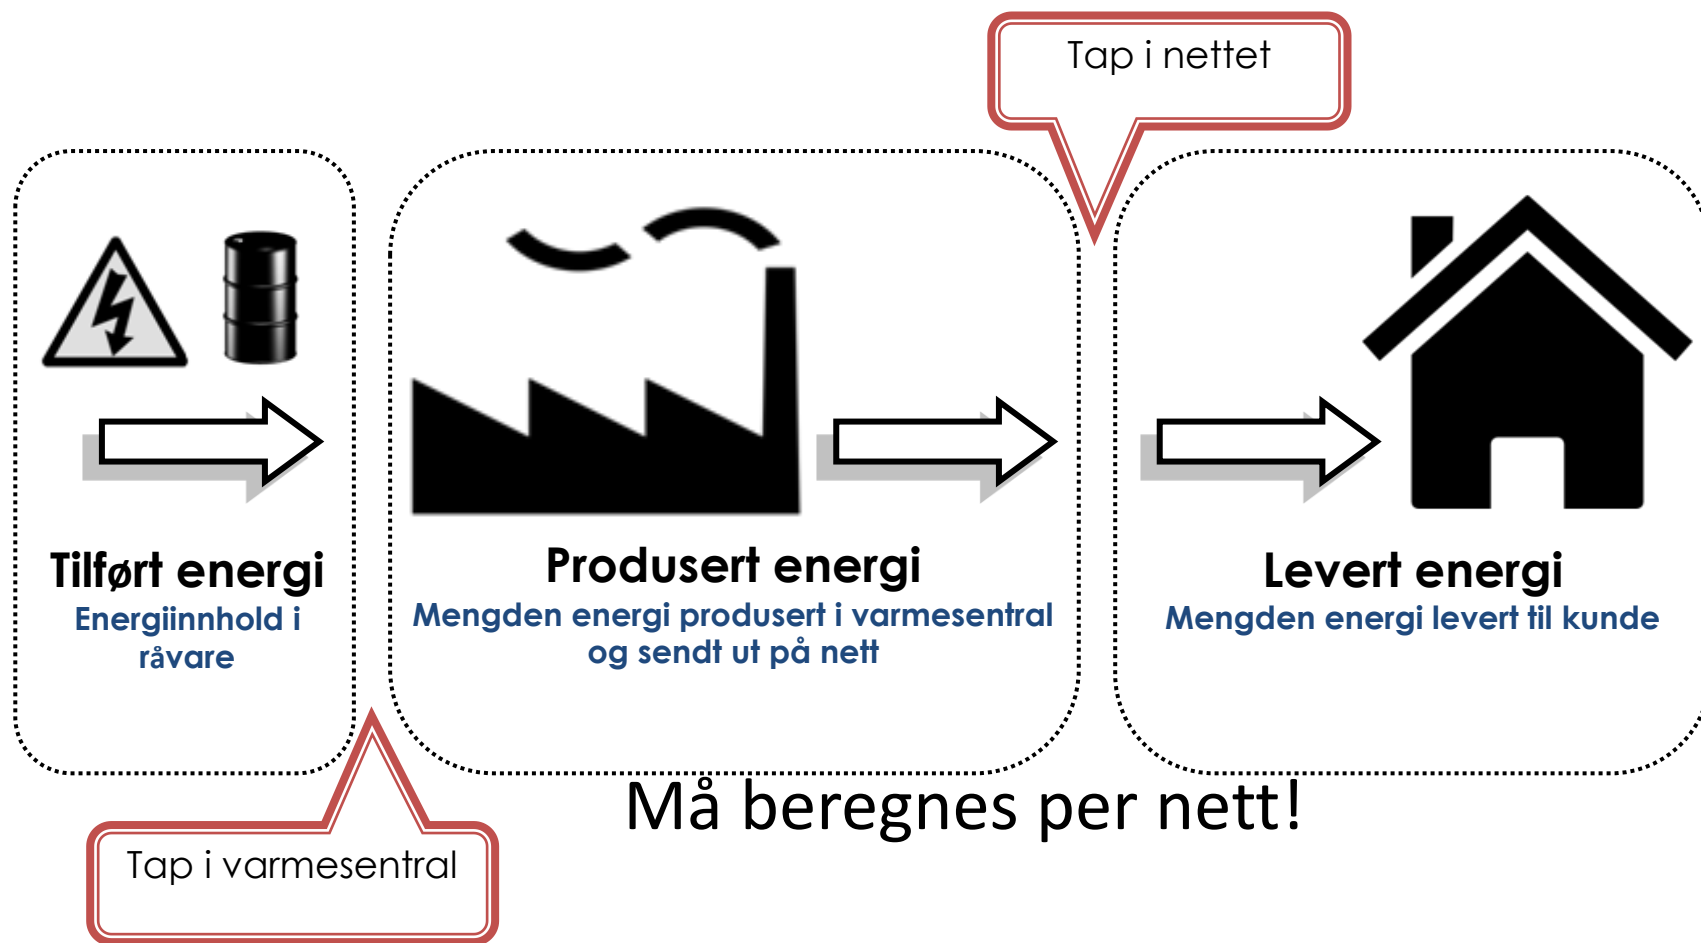 Tap i nettet
Tilført energi
Energiinnhold i
råvare
Produsert energi
Mengden energi produsert i varmesentral
og sendt ut på nett
Levert energi
Mengden energi levert til kunde
Må beregnes per nett!
Tap i varmesentral